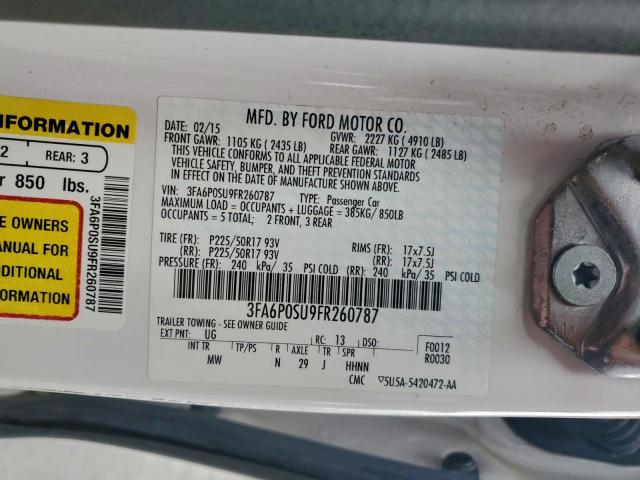 INFORMATION
2 REAR: 3
850 lbs.
E OWNERS
ANUAL FOR
DDITIONAL
ORMATION
3FA6P0SU9FR260787
MFD. BY FORD MOTOR CO.
DATE: 02/15 GVWR: 2227 KG ( 4910 LB)
FRONT GAWR: 1105 KG ( 2435 LB) REAR GAWR: 1127 KG ( 2485 LB)
THIS VEHICLE CONFORMS TO ALL APPLICABLE FEDERAL MOTOR
VEHICLE SAFETY, BUMPER, AND THEFT PREVENTION STANDARDS
IN EFFECT ON THE DATE OF MANUFACTURE SHOWN ABOVE.
VIN: 3FA6P0SU9FR260787 TYPE: Passenger Car
MAXIMUM LOAD = OCCUPANTS + LUGGAGE = 385KG/ 850LB
OCCUPANTS = 5 TOTAL; 2 FRONT, 3 REAR
TIRE (FR): P225/50R17 93V RIMS (FR): 17x7.5J
(RR): P225/50R17 93V (RR): 17x7.5J
PRESSURE (FR): 240 kPa/ 35 PSI COLD (RR): 240 kPa/ 35 PSI COLD
3FA6P0SU9FR260787
TRAILER TOWING - SEE OWNER GUIDE
EXT PNT: UG RC: 13 DSO: F0012
R0030
INT TR TP/PS R AXLE TR SPR
MW N 29 J HHNN
CMC ▽5U5A-5420472-AA